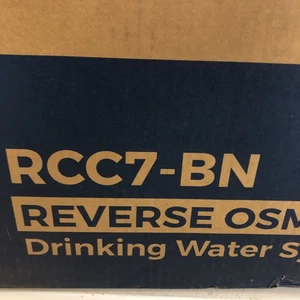 RCC7-BN
REVERSE OSM
Drinking Water Sy